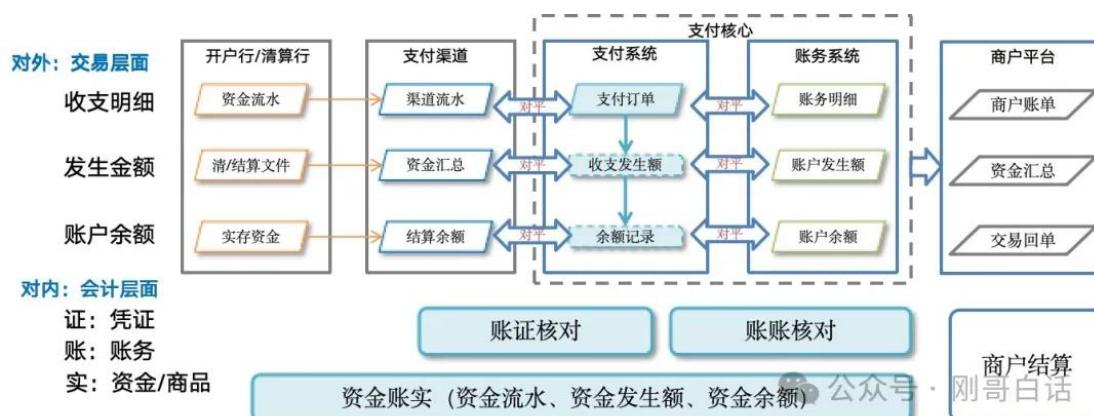 支付核心
开户行/清算行
支付渠道
支付系统
账务系统
商户平台
对外：交易层面
收支明细
资金流水
渠道流水
对平
支付订单
对平
账务明细
商户账单
发生金额
清/结算文件
资金汇总
对平
收支发生额
对平
账户发生额
资金汇总
账户余额
实存资金
结算余额
对平
余额记录
对平
账户余额
交易回单
对内：会计层面
证：凭证
账：账务
实：资金/商品
账证核对
账账核对
商户结算
资金账实（资金流水、资金发生额、资金余额）
公众号 · 刚哥白话